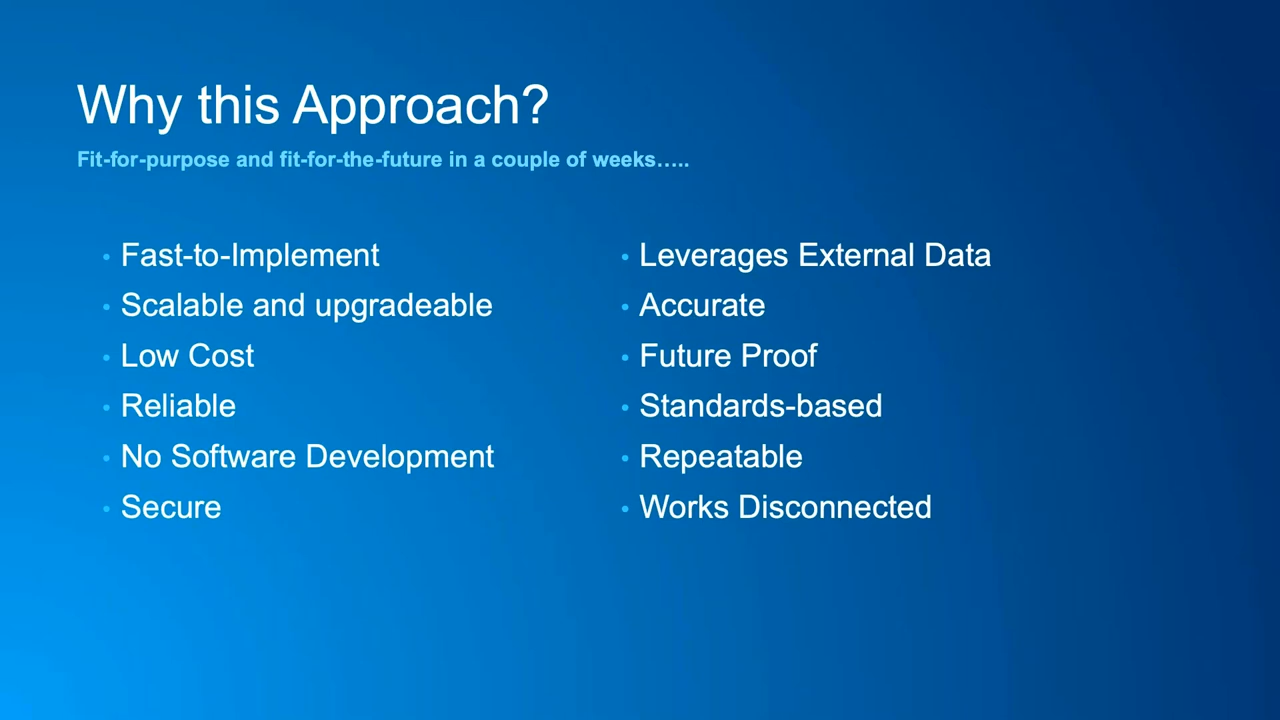 Why this Approach?
Fit-for-purpose and fit-for-the-future in a couple of weeks…..
• Fast-to-Implement
• Scalable and upgradeable
• Low Cost
• Reliable
• No Software Development
• Secure
• Leverages External Data
• Accurate
• Future Proof
• Standards-based
• Repeatable
• Works Disconnected